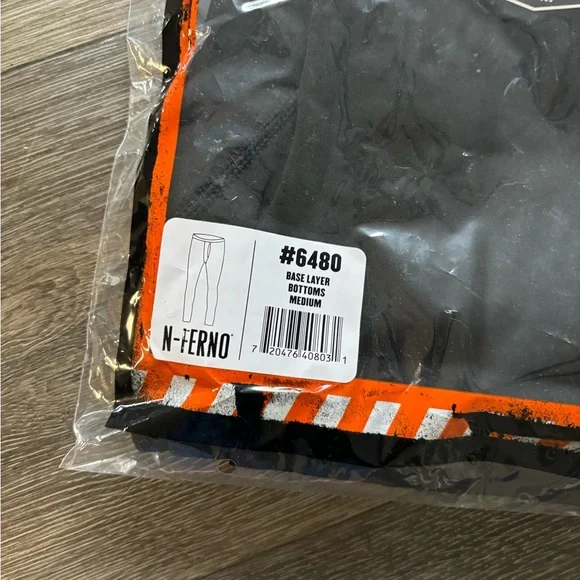 #6480
BASE LAYER
BOTTOMS
MEDIUM
N-FERNO
7 20476 40803 1